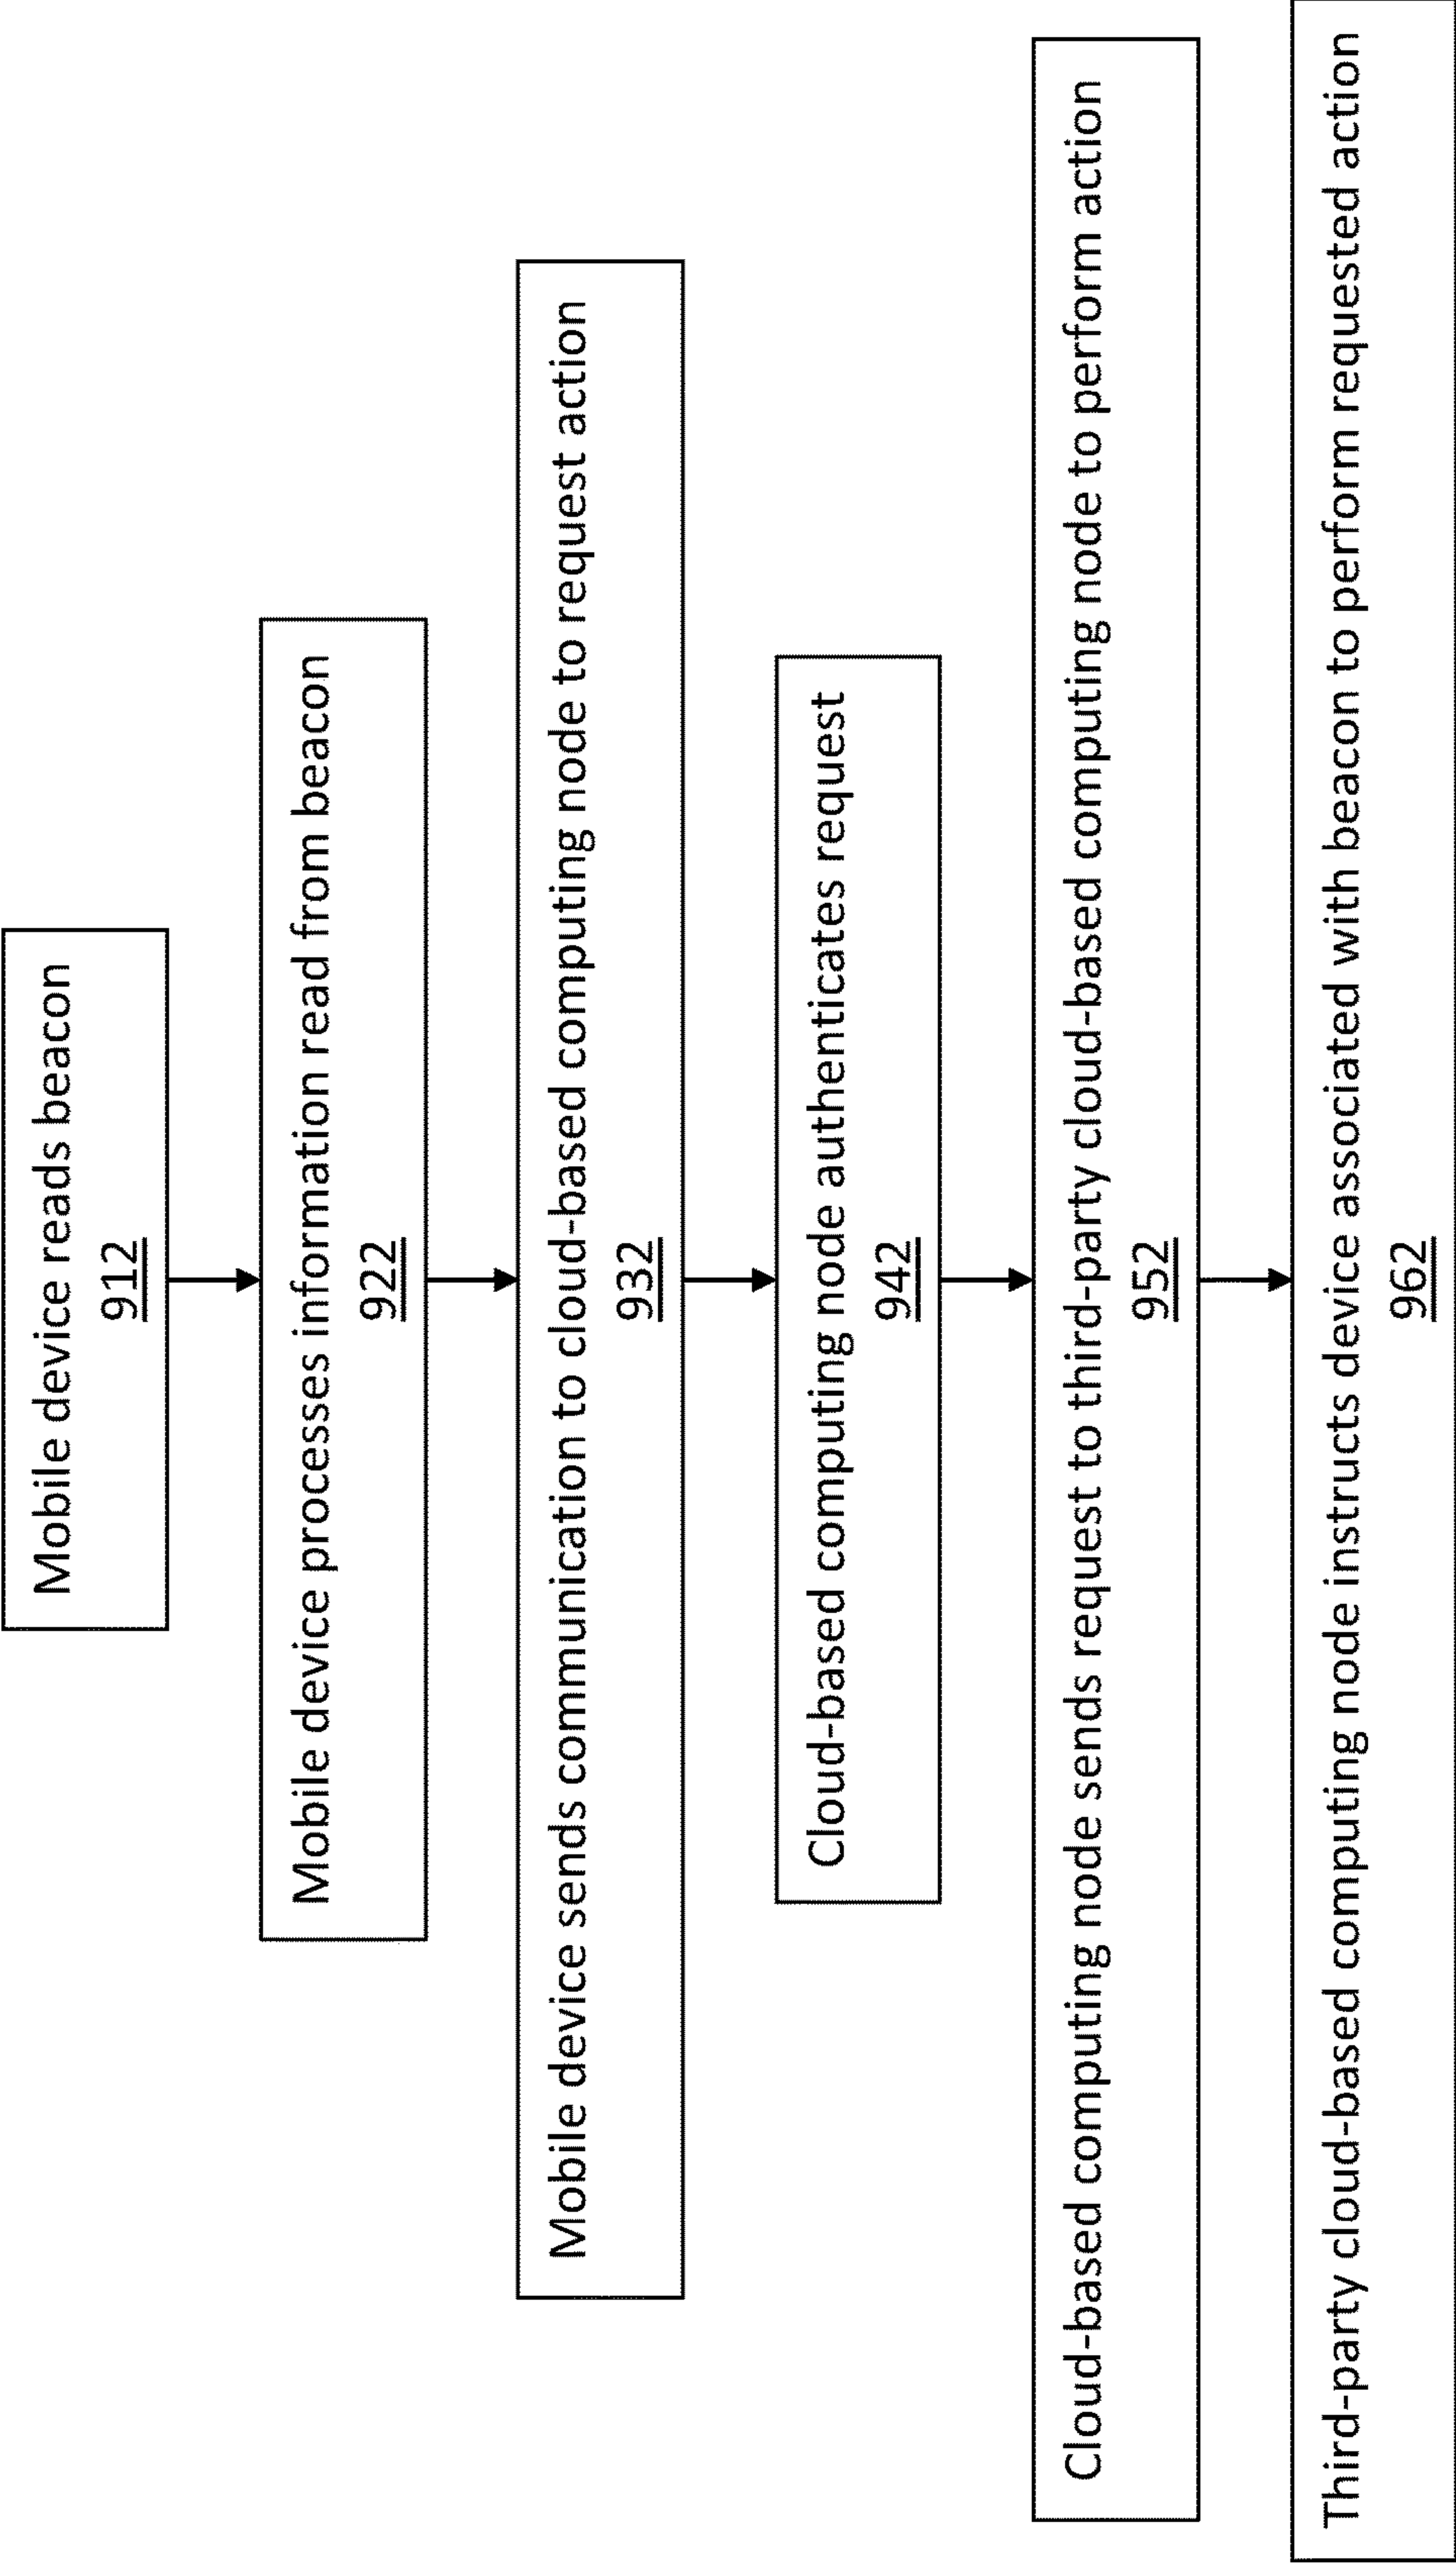 Mobile device reads beacon
912
Mobile device processes information read from beacon
922
Mobile device sends communication to cloud-based computing node to request action
932
Cloud-based computing node authenticates request
942
Cloud-based computing node sends request to third-party cloud-based computing node to perform action
952
Third-party cloud-based computing node instructs device associated with beacon to perform requested action
962